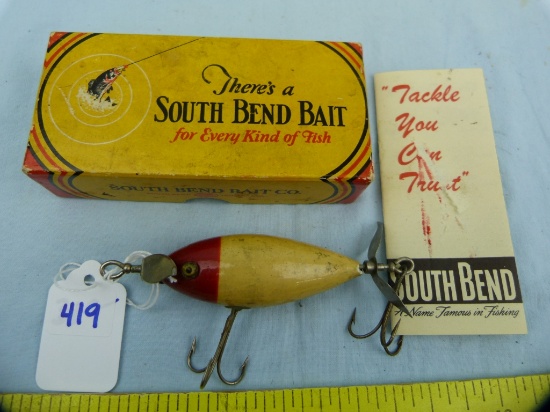 There's a
SOUTH BEND BAIT
for Every Kind of Fish
SOUTH BEND BAIT CO.
"Tackle
You
Can
Trust"
SOUTH BEND
A Name Famous in Fishing
419